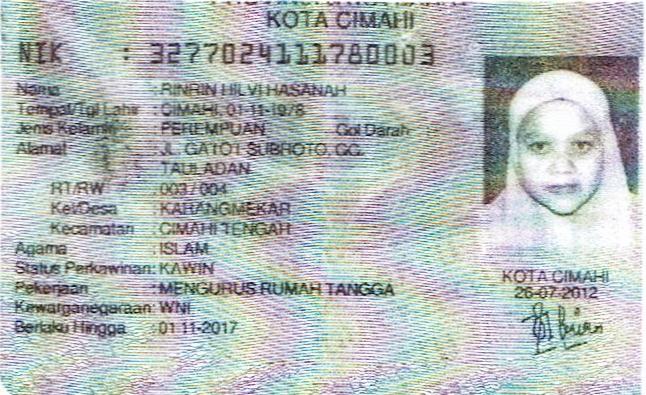 KOTA CIMAHI
NIK : 3277024111780003
Nama : RINRIN HILVI HASANAH
Tempat/Tgl Lahir : CIMAHI, 01-11-1978
Jenis Kelamin : PEREMPUAN Gol Darah
Alamat : JL. GATOT SUBROTO. GG.
TAULADAN
RT/RW : 003 / 004
Kel/Desa : KARANGMEKAR
Kecamatan : CIMAHI TENGAH
Agama : ISLAM
Status Perkawinan: KAWIN
Pekerjaan : MENGURUS RUMAH TANGGA
Kewarganegaraan: WNI
Berlaku Hingga : 01-11-2017
KOTA CIMAHI
26-07-2012